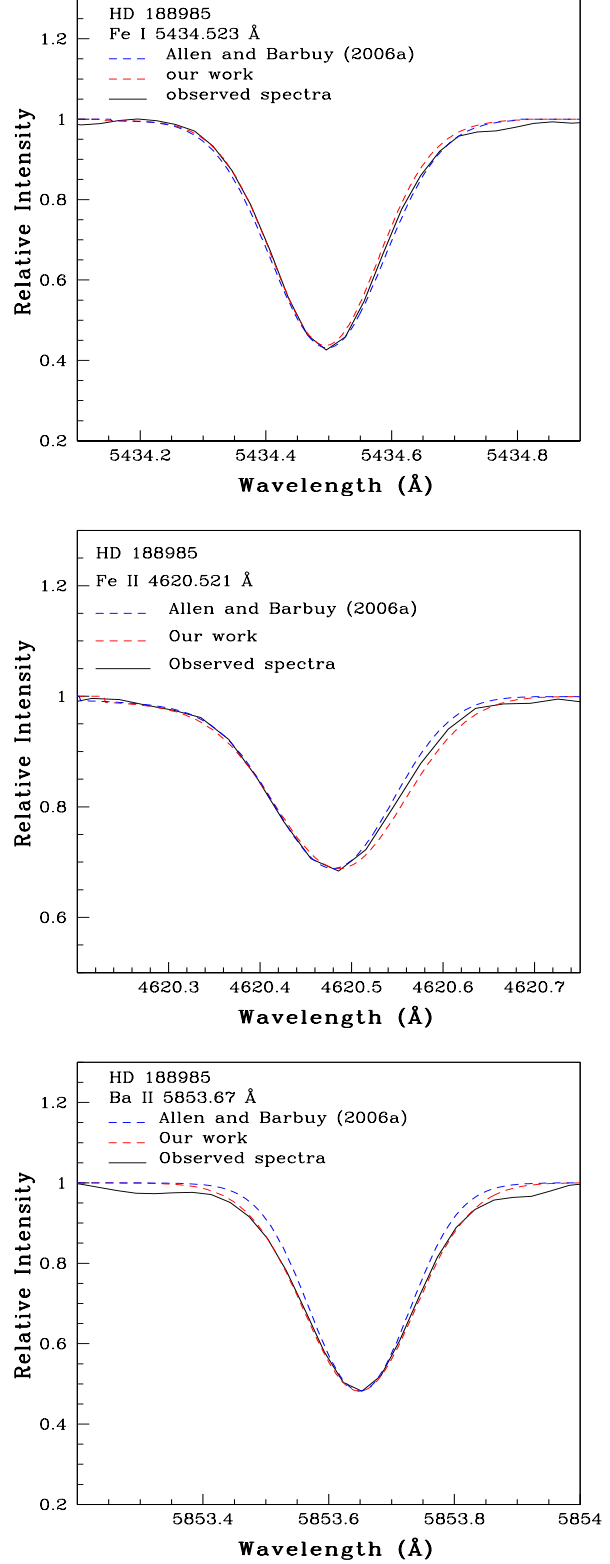 HD 188985
Fe I 5434.523 Å
Allen and Barbuy (2006a)
our work
observed spectra
1.2
1
0.8
0.6
0.4
0.2
Relative Intensity
5434.2 5434.4 5434.6 5434.8
Wavelength (Å)
HD 188985
Fe II 4620.521 Å
Allen and Barbuy (2006a)
Our work
Observed spectra
1.2
1
0.8
0.6
Relative Intensity
4620.3 4620.4 4620.5 4620.6 4620.7
Wavelength (Å)
HD 188985
Ba II 5853.67 Å
Allen and Barbuy (2006a)
Our work
Observed spectra
1.2
1
0.8
0.6
0.4
0.2
Relative Intensity
5853.4 5853.6 5853.8 5854
Wavelength (Å)